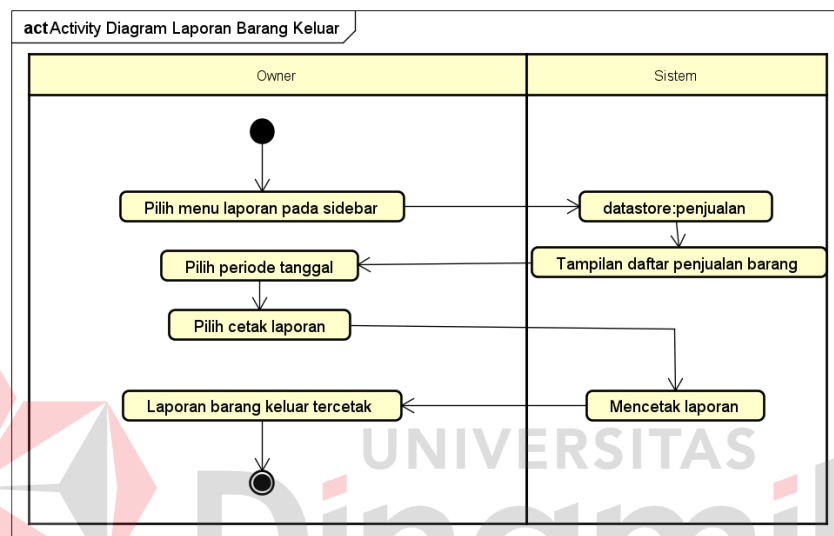 act Activity Diagram Laporan Barang Keluar
Owner
Sistem
Pilih menu laporan pada sidebar
datastore:penjualan
Pilih periode tanggal
Tampilan daftar penjualan barang
Pilih cetak laporan
Laporan barang keluar tercetak
Mencetak laporan
UNIVERSITAS